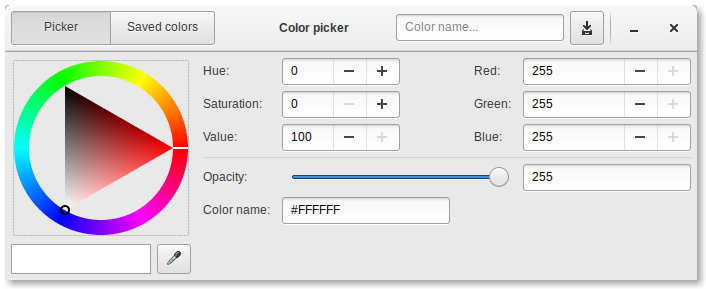 Picker Saved colors Color picker Color name...
Hue: 0 Red: 255
Saturation: 0 Green: 255
Value: 100 Blue: 255
Opacity: 255
Color name: #FFFFFF